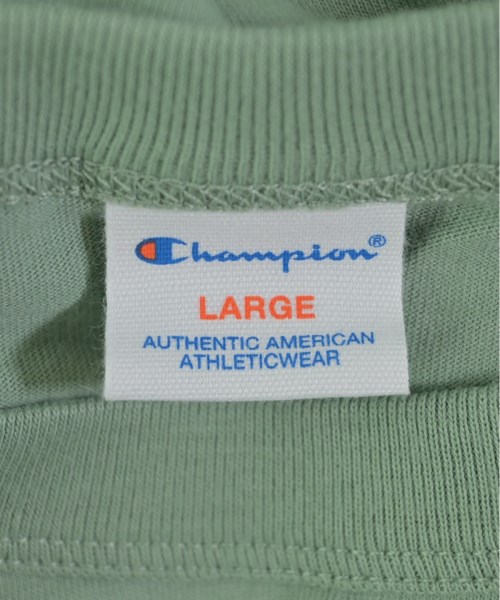 Champion®
LARGE
AUTHENTIC AMERICAN
ATHLETICWEAR